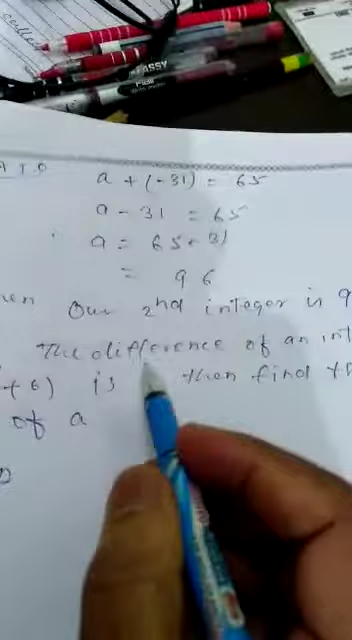 CLASSY
a + (-31) = 65
a - 31 = 65
a = 65 + 31
= 96
Our 2nd integer is 9
The difference of an int
+6) is then find
of a